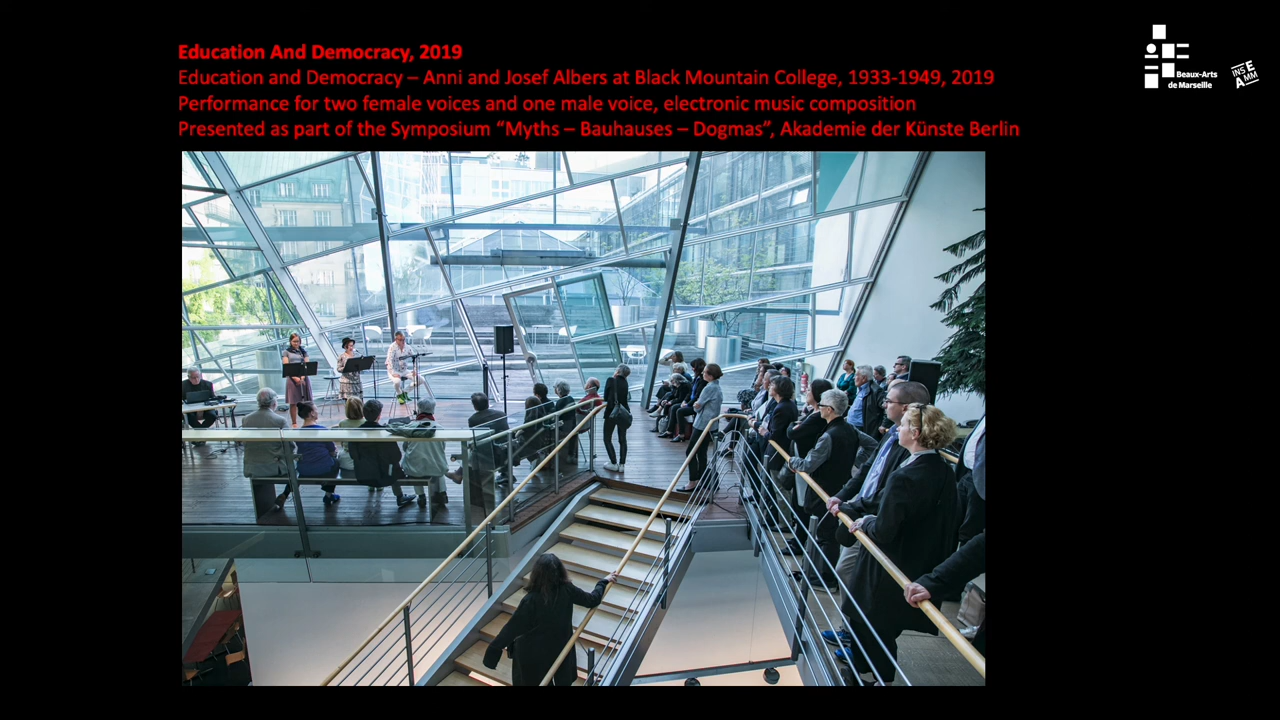 Education And Democracy, 2019
Education and Democracy – Anni and Josef Albers at Black Mountain College, 1933-1949, 2019
Performance for two female voices and one male voice, electronic music composition
Presented as part of the Symposium “Myths – Bauhauses – Dogmas”, Akademie der Künste Berlin
Beaux-Arts
de Marseille
INS
E
A
MM